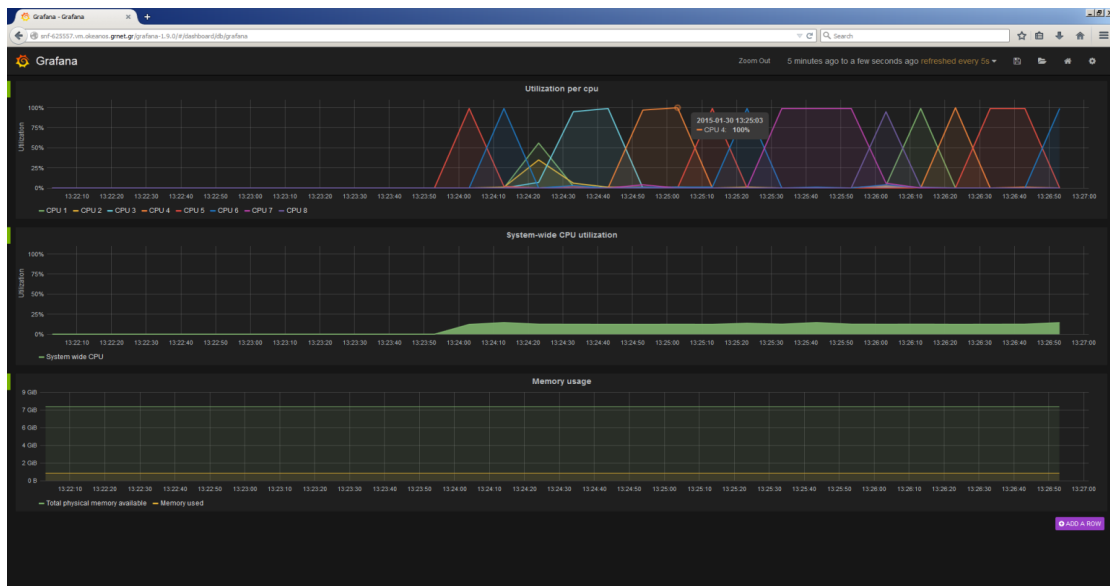 Grafana - Grafana
snf-625557.vm.okeanos.grnet.gr/grafana-1.9.0/#/dashboard/db/grafana
Search
Grafana
Zoom Out 5 minutes ago to a few seconds ago refreshed every 5s
Utilization per cpu
Utilization
100%
75%
50%
25%
0%
2015-01-30 13:25:03
CPU 4: 100%
13:22:10 13:22:20 13:22:30 13:22:40 13:22:50 13:23:00 13:23:10 13:23:20 13:23:30 13:23:40 13:23:50 13:24:00 13:24:10 13:24:20 13:24:30 13:24:40 13:24:50 13:25:00 13:25:10 13:25:20 13:25:30 13:25:40 13:25:50 13:26:00 13:26:10 13:26:20 13:26:30 13:26:40 13:26:50 13:27:00
CPU 1 CPU 2 CPU 3 CPU 4 CPU 5 CPU 6 CPU 7 CPU 8
System-wide CPU utilization
Utilization
100%
75%
50%
25%
0%
13:22:10 13:22:20 13:22:30 13:22:40 13:22:50 13:23:00 13:23:10 13:23:20 13:23:30 13:23:40 13:23:50 13:24:00 13:24:10 13:24:20 13:24:30 13:24:40 13:24:50 13:25:00 13:25:10 13:25:20 13:25:30 13:25:40 13:25:50 13:26:00 13:26:10 13:26:20 13:26:30 13:26:40 13:26:50 13:27:00
System wide CPU
Memory usage
9 GiB
7 GiB
6 GiB
4 GiB
2 GiB
0 B
13:22:10 13:22:20 13:22:30 13:22:40 13:22:50 13:23:00 13:23:10 13:23:20 13:23:30 13:23:40 13:23:50 13:24:00 13:24:10 13:24:20 13:24:30 13:24:40 13:24:50 13:25:00 13:25:10 13:25:20 13:25:30 13:25:40 13:25:50 13:26:00 13:26:10 13:26:20 13:26:30 13:26:40 13:26:50 13:27:00
Total physical memory available Memory used
ADD A ROW